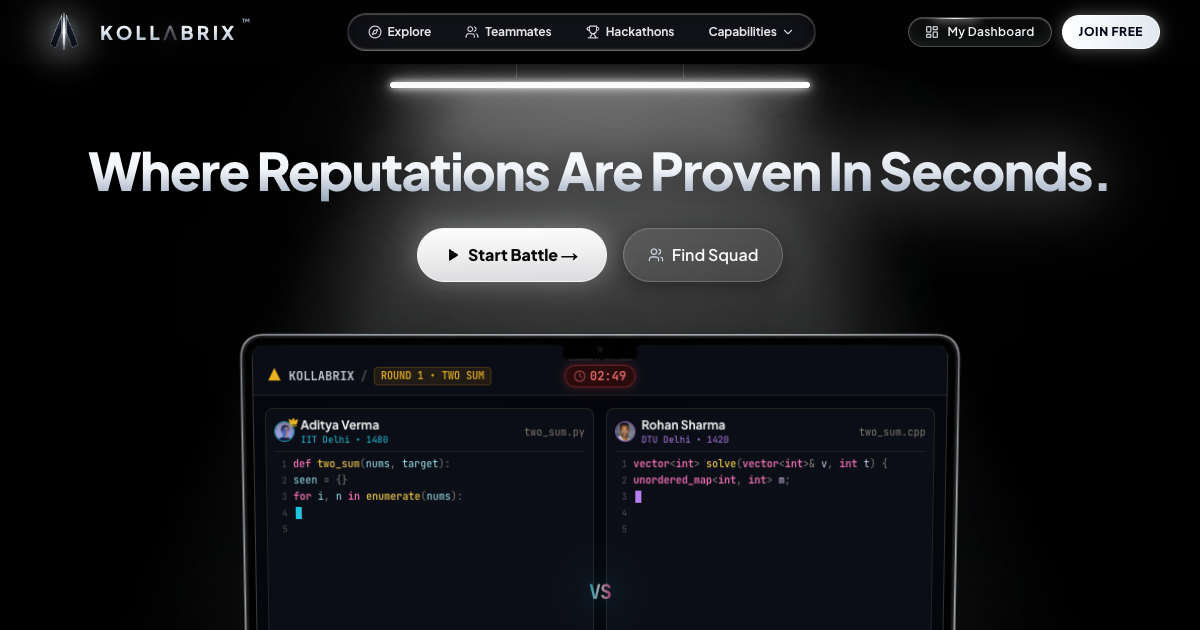 KOLLΛBRIX™
Explore
Teammates
Hackathons
Capabilities
My Dashboard
JOIN FREE
Where Reputations Are Proven In Seconds.
Start Battle →
Find Squad
KOLLABRIX / ROUND 1 • TWO SUM
02:49
Aditya Verma
IIT Delhi • 1480
two_sum.py
1 def two_sum(nums, target):
2 seen = {}
3 for i, n in enumerate(nums):
4
5
VS
Rohan Sharma
DTU Delhi • 1420
two_sum.cpp
1 vector<int> solve(vector<int>& v, int t) {
2 unordered_map<int, int> m;
3
4
5